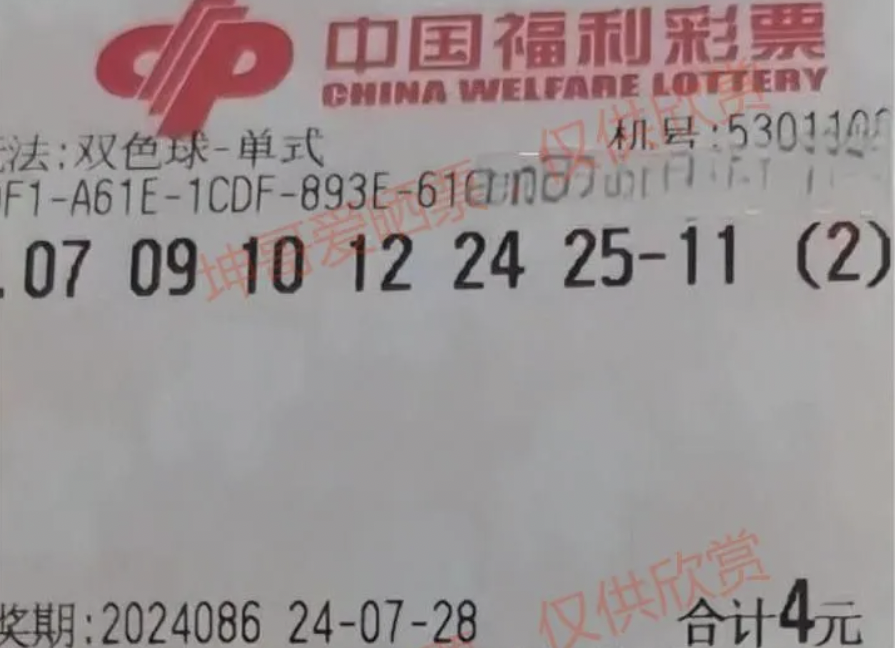 中国福利彩票
CHINA WELFARE LOTTERY
法:双色球-单式 机号:5301100
F1-A61E-1CDF-893E-61
07 09 10 12 24 25-11 (2)
坤哥爱晒票 仅供欣赏
奖期:2024086 24-07-28 合计4元
仅供欣赏